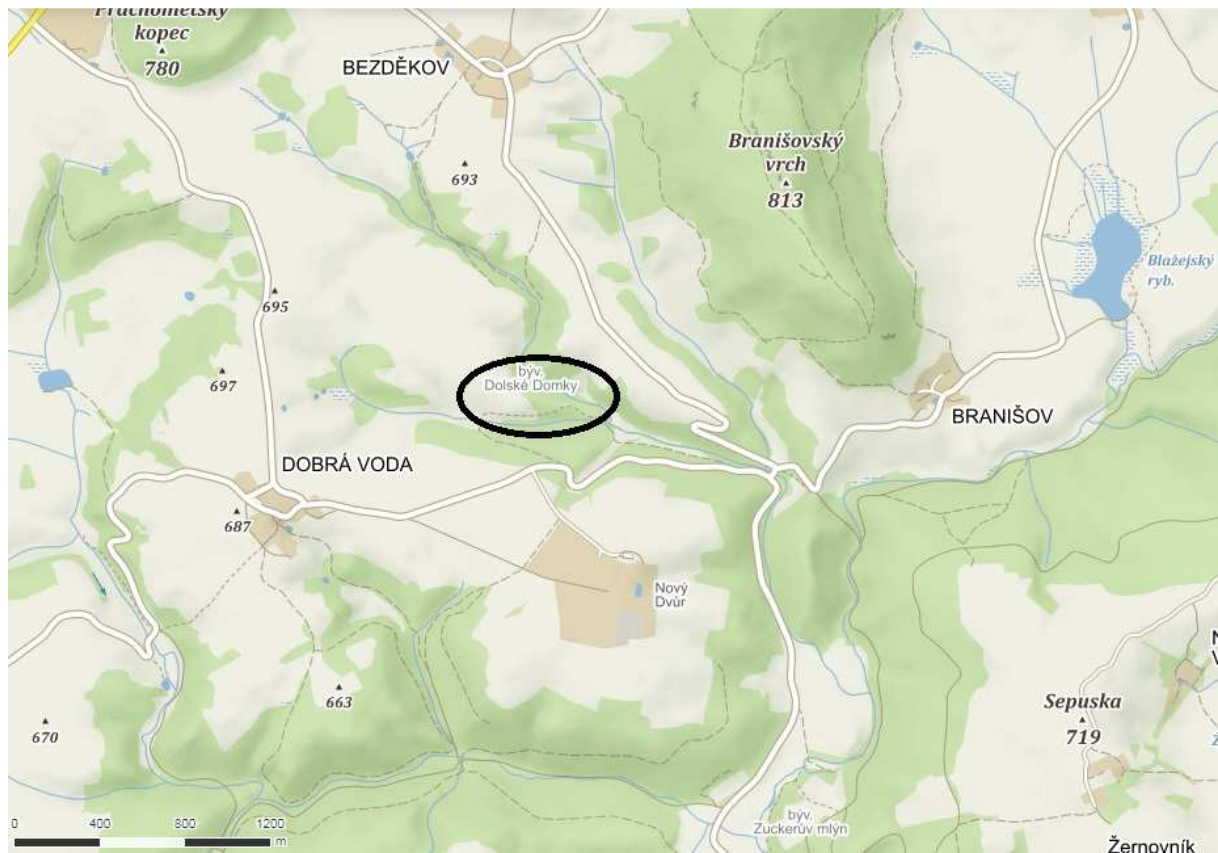 Prachometský
kopec
780
BEZDĚKOV
693
Branišovský
vrch
813
Blažejský
ryb.
695
697
býv.
Dolské Domky
BRANIŠOV
DOBRÁ VODA
687
Nový
Dvůr
663
670
Sepuska
719
N
V
býv.
Zuckerův mlýn
Žernovník
0 400 800 1200
m